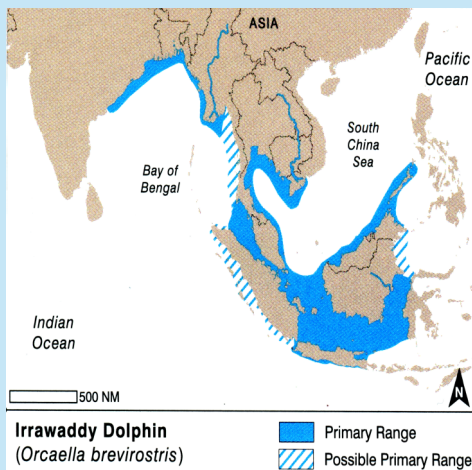 ASIA
Pacific
Ocean
South
China
Sea
Bay of
Bengal
Indian
Ocean
500 NM
N
Irrawaddy Dolphin
(Orcaella brevirostris)
Primary Range
Possible Primary Range